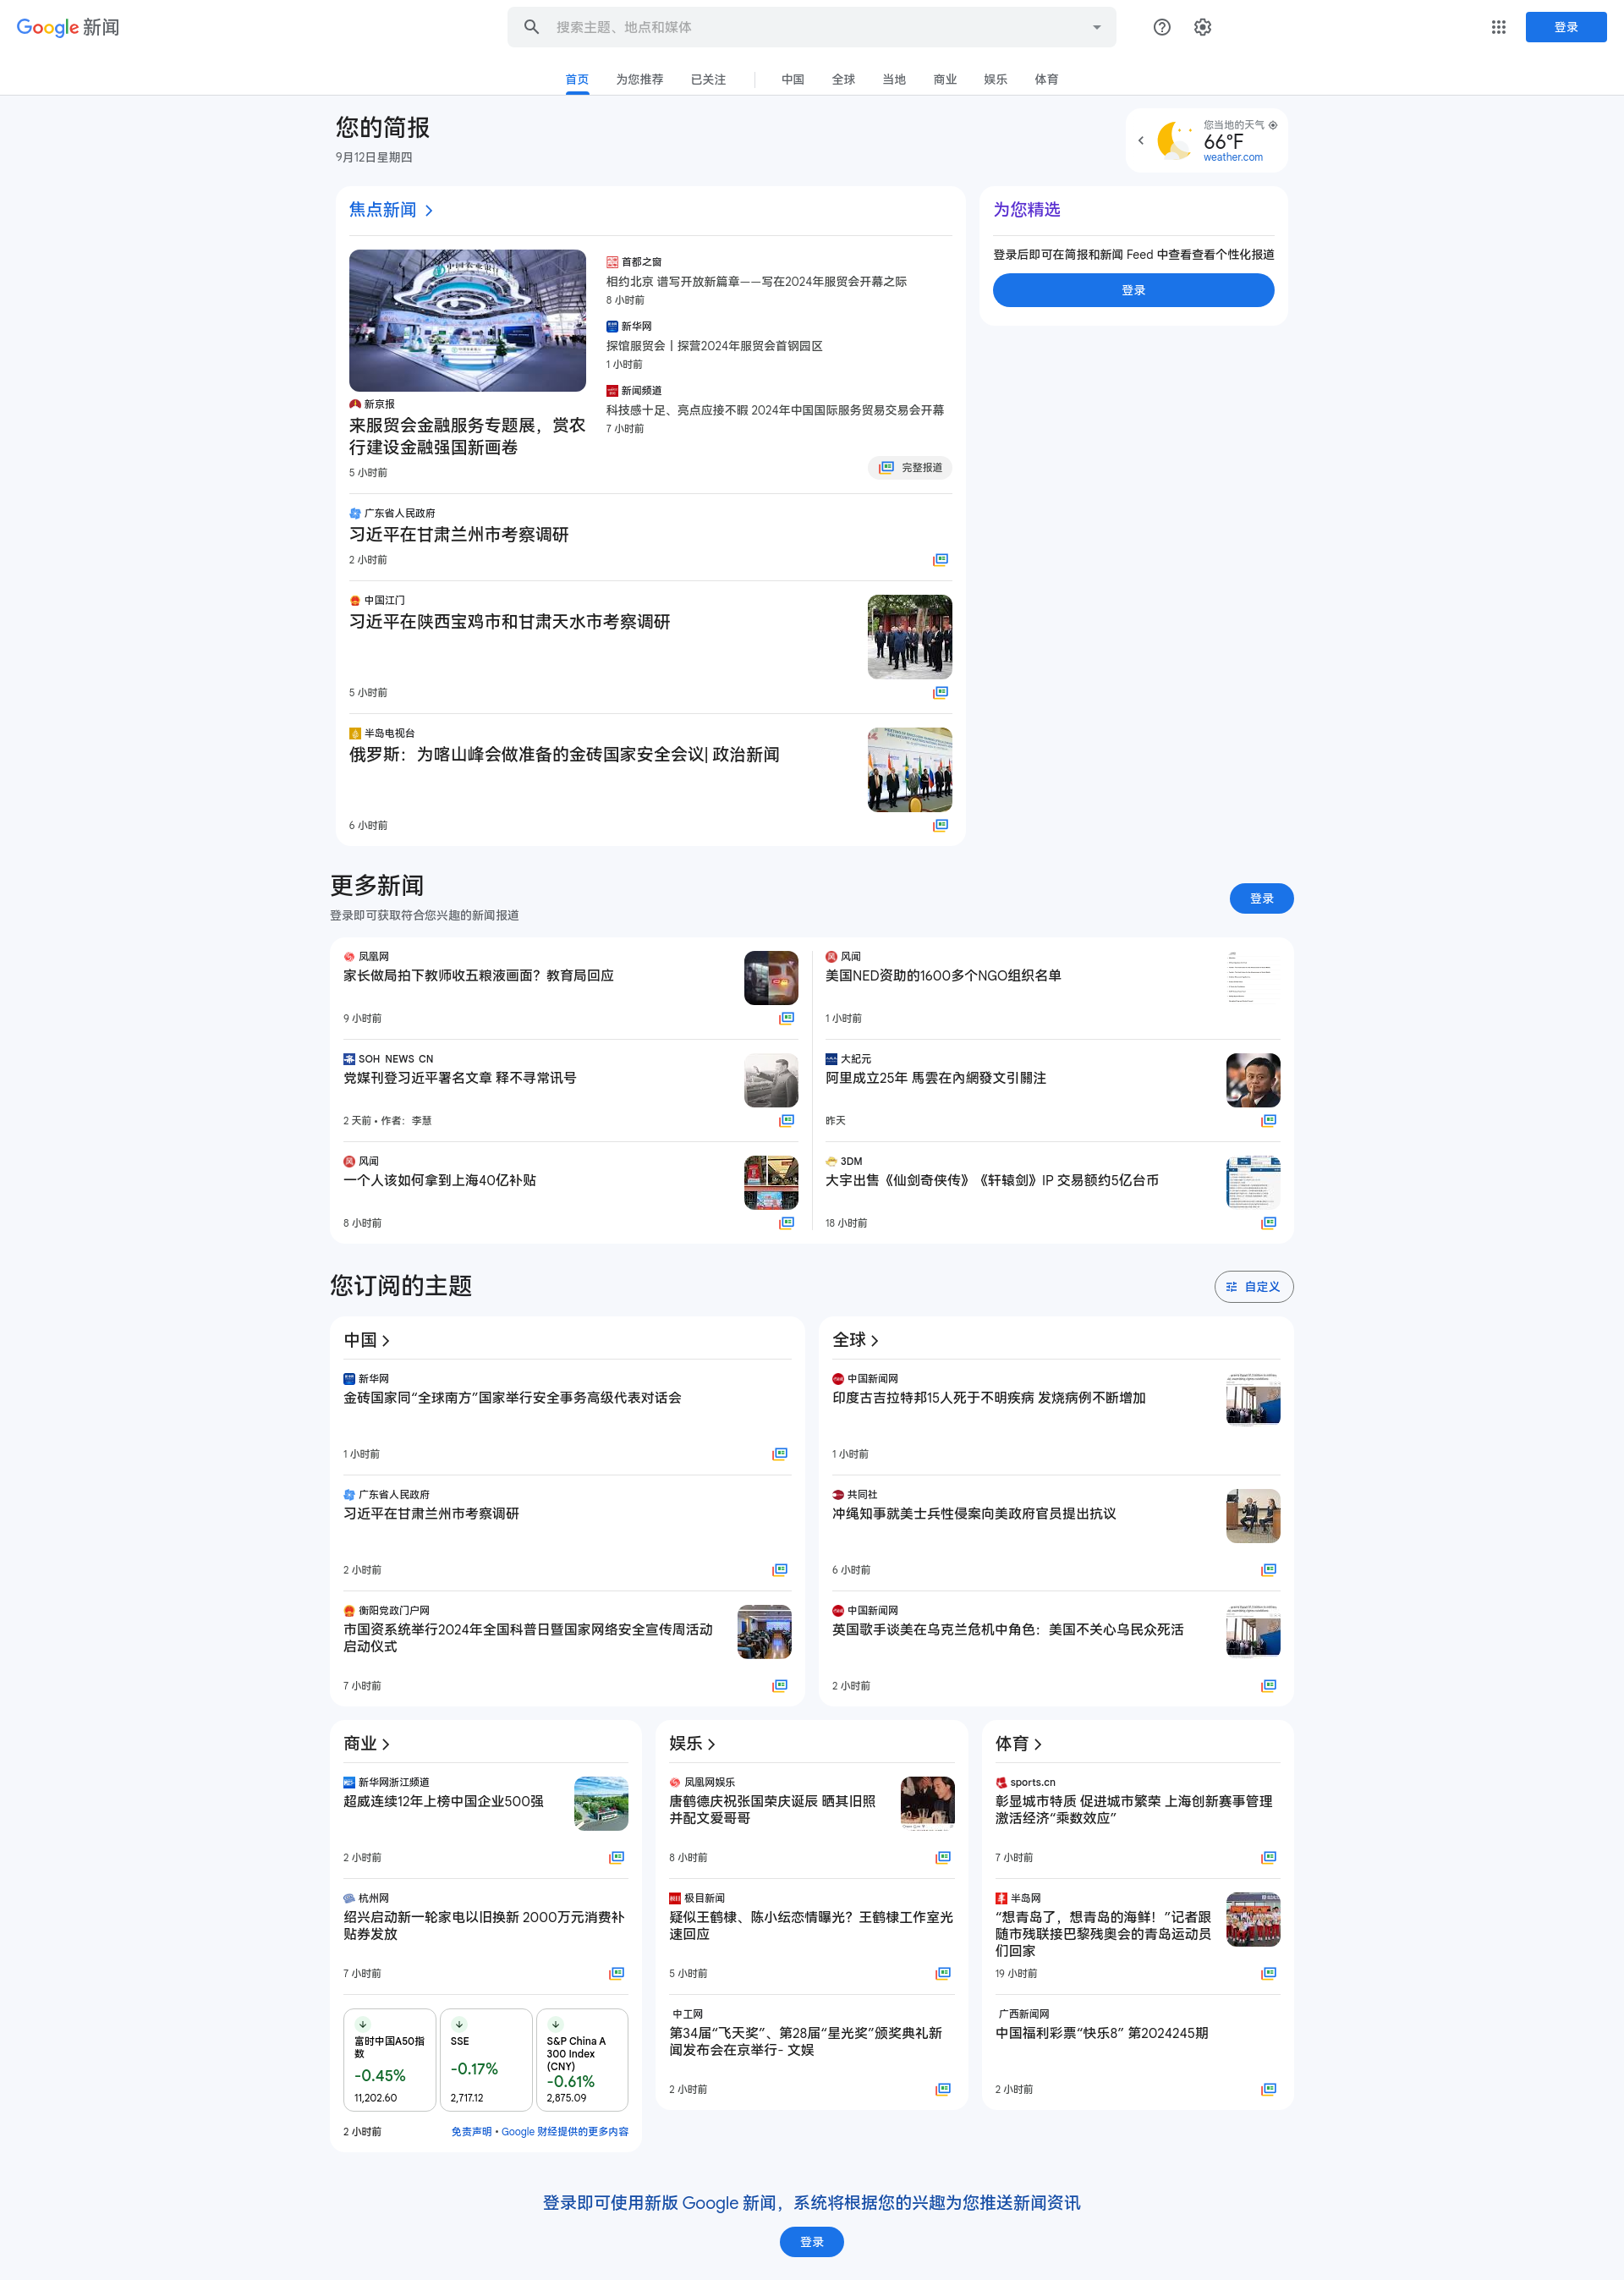 Google 新闻
搜索主题、地点和媒体
登录
首页
为您推荐
已关注
中国
全球
当地
商业
娱乐
体育
您的简报
9月12日星期四
您当地的天气
66°F
weather.com
焦点新闻
新京报
来服贸会金融服务专题展，赏农
行建设金融强国新画卷
5 小时前
首都之窗
相约北京 谱写开放新篇章——写在2024年服贸会开幕之际
8 小时前
新华网
探馆服贸会丨探营2024年服贸会首钢园区
1 小时前
新闻频道
科技感十足、亮点应接不暇 2024年中国国际服务贸易交易会开幕
7 小时前
完整报道
广东省人民政府
习近平在甘肃兰州市考察调研
2 小时前
中国江门
习近平在陕西宝鸡市和甘肃天水市考察调研
5 小时前
半岛电视台
俄罗斯：为喀山峰会做准备的金砖国家安全会议| 政治新闻
6 小时前
为您精选
登录后即可在简报和新闻 Feed 中查看查看个性化报道
登录
更多新闻
登录即可获取符合您兴趣的新闻报道
登录
凤凰网
家长做局拍下教师收五粮液画面？教育局回应
9 小时前
SOH NEWS CN
党媒刊登习近平署名文章 释不寻常讯号
2 天前 • 作者：李慧
风闻
一个人该如何拿到上海40亿补贴
8 小时前
风闻
美国NED资助的1600多个NGO组织名单
1 小时前
大紀元
阿里成立25年 馬雲在內網發文引關注
昨天
3DM
大宇出售《仙剑奇侠传》《轩辕剑》IP 交易额约5亿台币
18 小时前
您订阅的主题
自定义
中国
新华网
金砖国家同“全球南方”国家举行安全事务高级代表对话会
1 小时前
广东省人民政府
习近平在甘肃兰州市考察调研
2 小时前
衡阳党政门户网
市国资系统举行2024年全国科普日暨国家网络安全宣传周活动
启动仪式
7 小时前
全球
中国新闻网
印度古吉拉特邦15人死于不明疾病 发烧病例不断增加
1 小时前
共同社
冲绳知事就美士兵性侵案向美政府官员提出抗议
6 小时前
中国新闻网
英国歌手谈美在乌克兰危机中角色：美国不关心乌民众死活
2 小时前
商业
新华网浙江频道
超威连续12年上榜中国企业500强
2 小时前
杭州网
绍兴启动新一轮家电以旧换新 2000万元消费补
贴券发放
7 小时前
富时中国A50指
数
-0.45%
11,202.60
SSE
-0.17%
2,717.12
S&P China A
300 Index
(CNY)
-0.61%
2,875.09
2 小时前
免责声明 • Google 财经提供的更多内容
娱乐
凤凰网娱乐
唐鹤德庆祝张国荣庆诞辰 晒其旧照
并配文爱哥哥
8 小时前
极目新闻
疑似王鹤棣、陈小纭恋情曝光？王鹤棣工作室光
速回应
5 小时前
中工网
第34届“飞天奖”、第28届“星光奖”颁奖典礼新
闻发布会在京举行- 文娱
2 小时前
体育
sports.cn
彰显城市特质 促进城市繁荣 上海创新赛事管理
激活经济“乘数效应”
7 小时前
半岛网
“想青岛了，想青岛的海鲜！”记者跟
随市残联接巴黎残奥会的青岛运动员
们回家
19 小时前
广西新闻网
中国福利彩票“快乐8” 第2024245期
2 小时前
登录即可使用新版 Google 新闻，系统将根据您的兴趣为您推送新闻资讯
登录